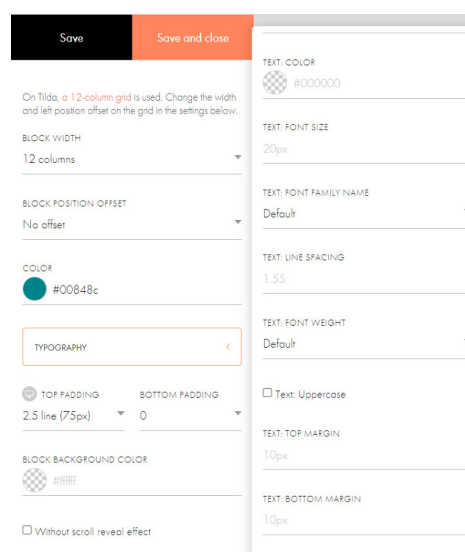 Save
Save and close
On Tilda, a 12-column grid is used. Change the width
and left position offset on the grid in the settings below.
BLOCK WIDTH
12 columns
BLOCK POSITION OFFSET
No offset
COLOR
#00848c
TYPOGRAPHY
TOP PADDING
BOTTOM PADDING
2.5 line (75px)
0
BLOCK BACKGROUND COLOR
#ffffff
Without scroll reveal effect
TEXT: COLOR
#000000
TEXT: FONT SIZE
20px
TEXT: FONT FAMILY NAME
Default
TEXT: LINE SPACING
1.55
TEXT: FONT WEIGHT
Default
Text: Uppercase
TEXT: TOP MARGIN
10px
TEXT: BOTTOM MARGIN
10px